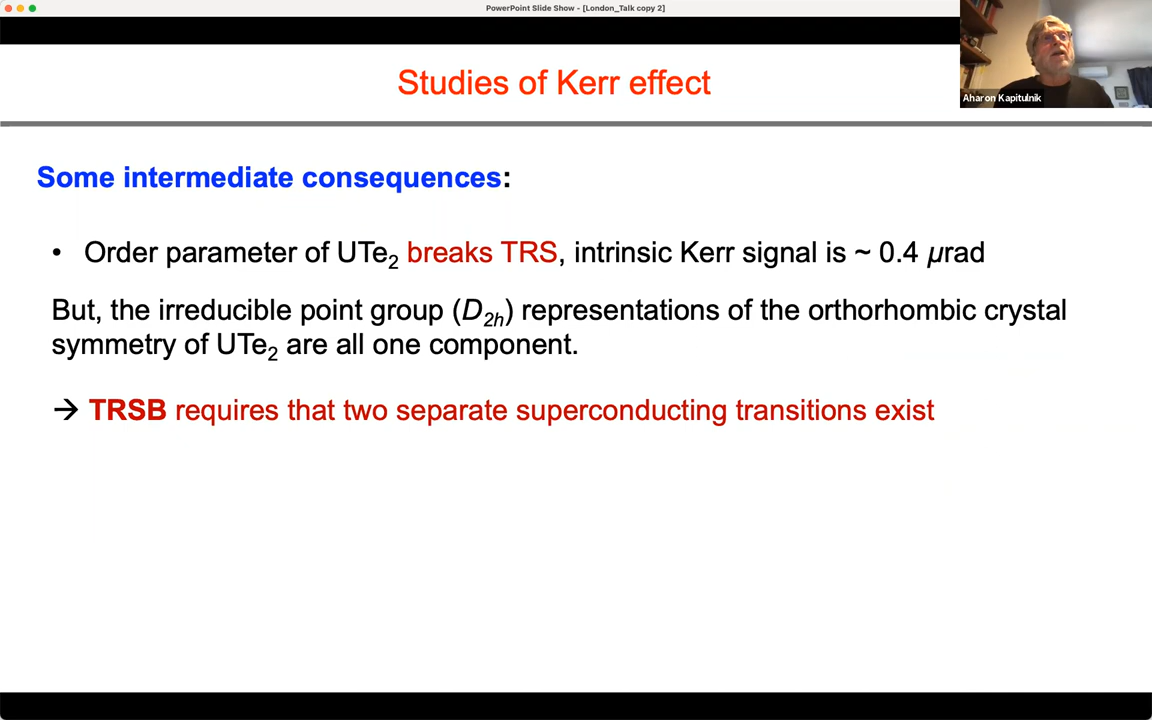 PowerPoint Slide Show - [London_Talk copy 2]
Studies of Kerr effect
Aharon Kapitulnik
Some intermediate consequences:
• Order parameter of UTe₂ breaks TRS, intrinsic Kerr signal is ~ 0.4 μrad
But, the irreducible point group (D₂ₕ) representations of the orthorhombic crystal
symmetry of UTe₂ are all one component.
→ TRSB requires that two separate superconducting transitions exist